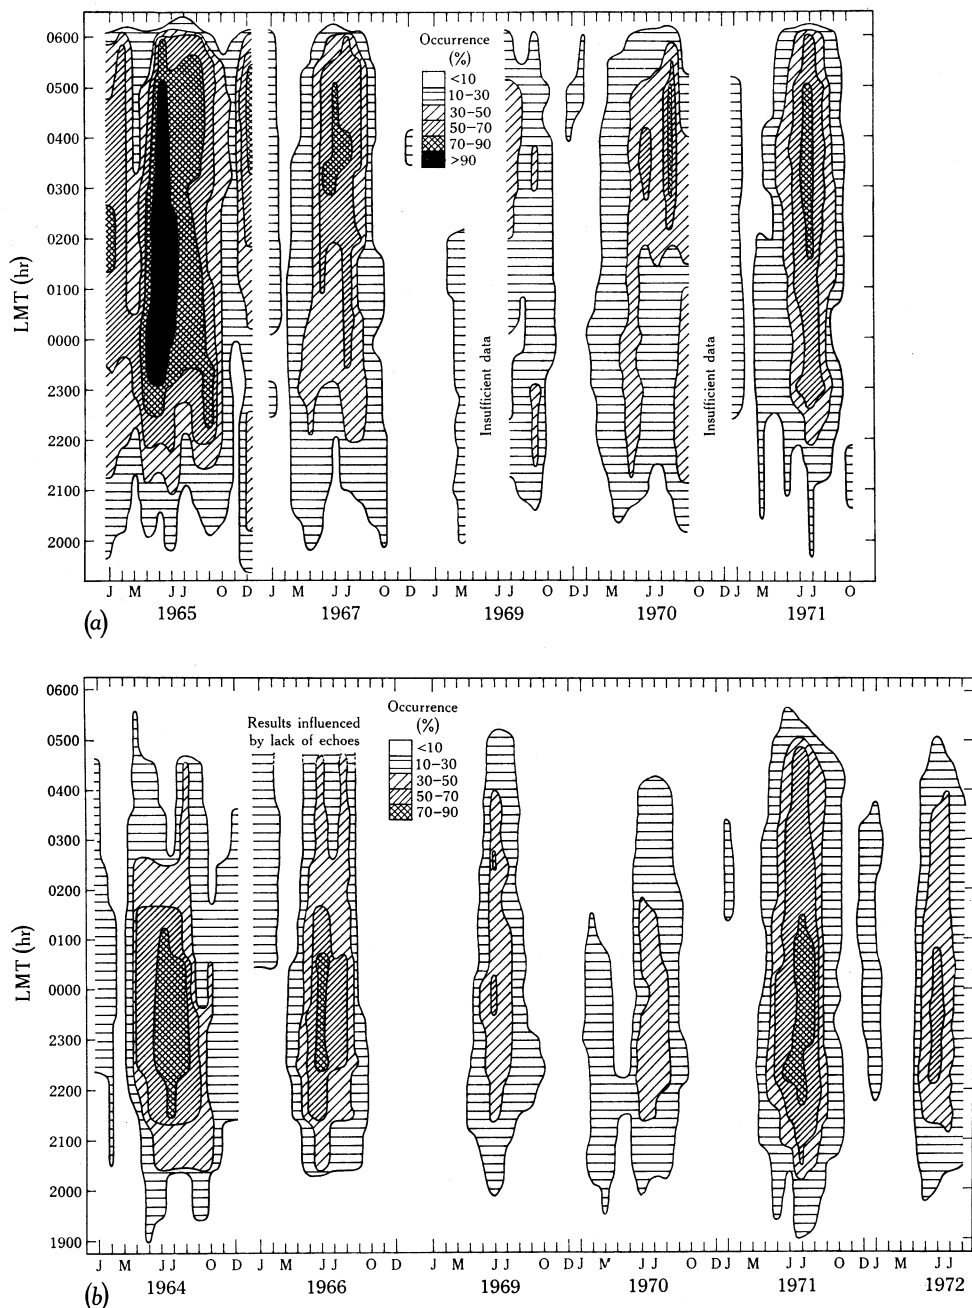 0600
0500
0400
0300
0200
0100
0000
2300
2200
2100
2000
LMT (hr)
Occurrence
(%)
<10
10–30
30–50
50–70
70–90
>90
Insufficient data
Insufficient data
J M J J O D J M J J O D J M J J O D J M J J O D J M J J O
1965 1967 1969 1970 1971
(a)
0600
0500
0400
0300
0200
0100
0000
2300
2200
2100
2000
1900
LMT (hr)
Results influenced
by lack of echoes
Occurrence
(%)
<10
10–30
30–50
50–70
70–90
J M J J O D J M J J O D J M J J O D J M J J O D J M J J O D J M J J
1964 1966 1969 1970 1971 1972
(b)